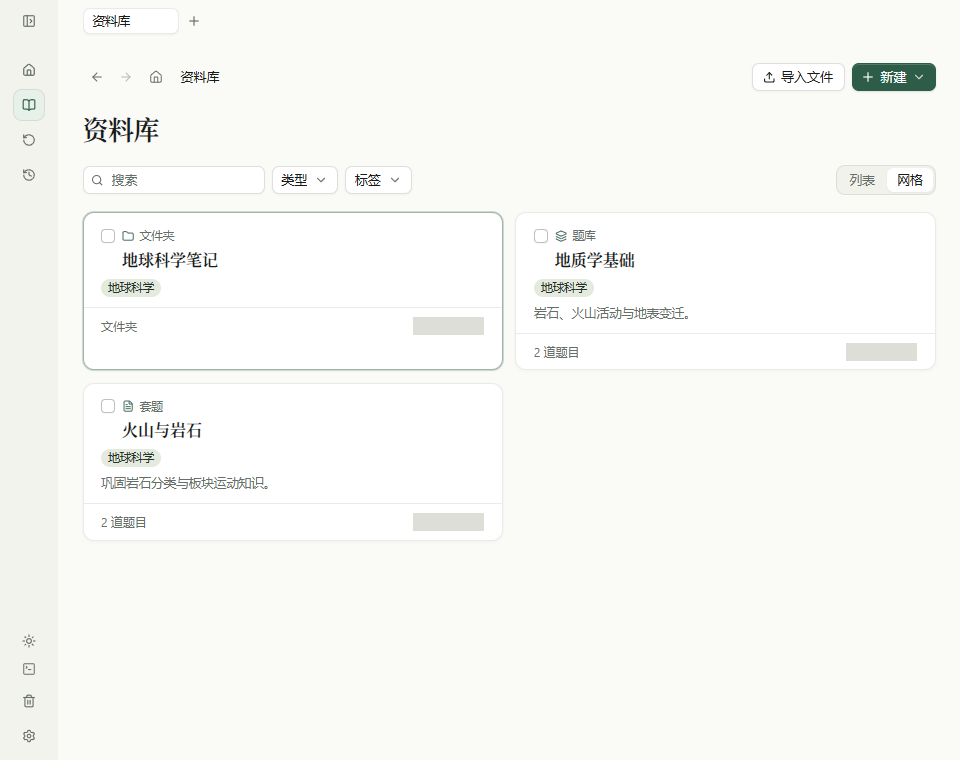 资料库
资料库
导入文件
新建
资料库
搜索
类型
标签
列表
网格
文件夹
地球科学笔记
地球科学
文件夹
题库
地质学基础
地球科学
岩石、火山活动与地表变迁。
2 道题目
套题
火山与岩石
地球科学
巩固岩石分类与板块运动知识。
2 道题目